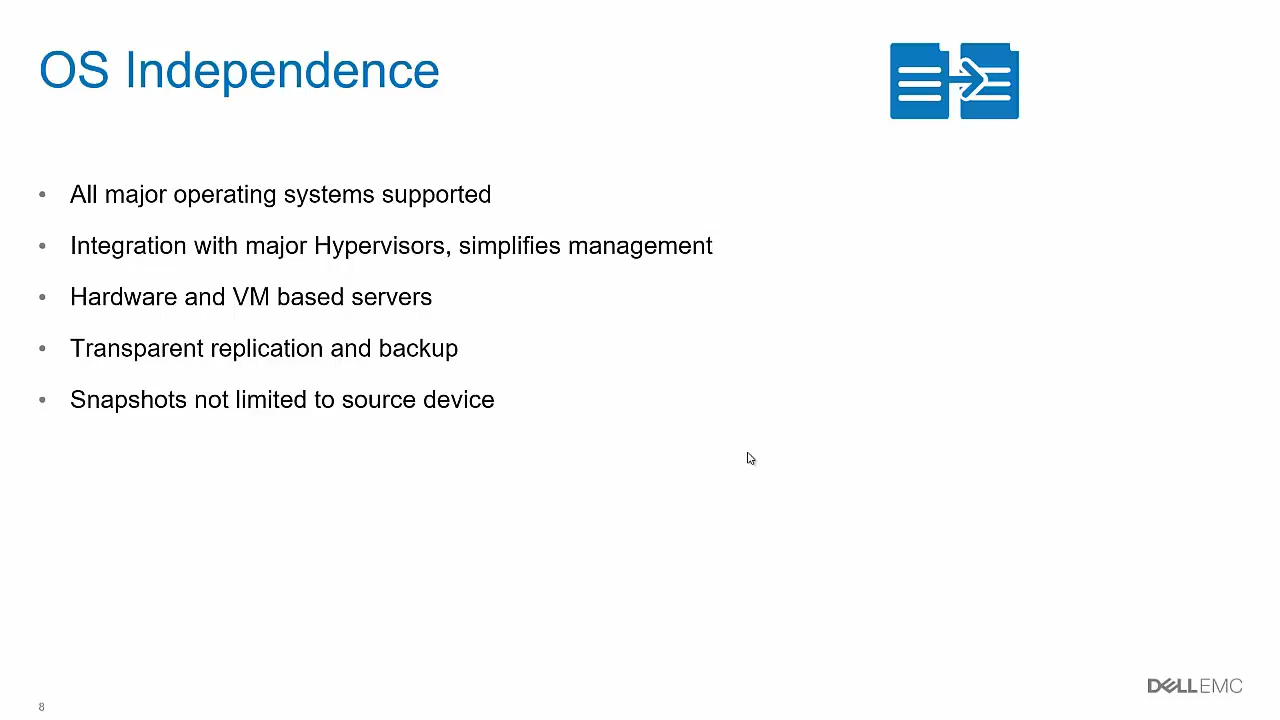 OS Independence
• All major operating systems supported
• Integration with major Hypervisors, simplifies management
• Hardware and VM based servers
• Transparent replication and backup
• Snapshots not limited to source device
DELLEMC
8